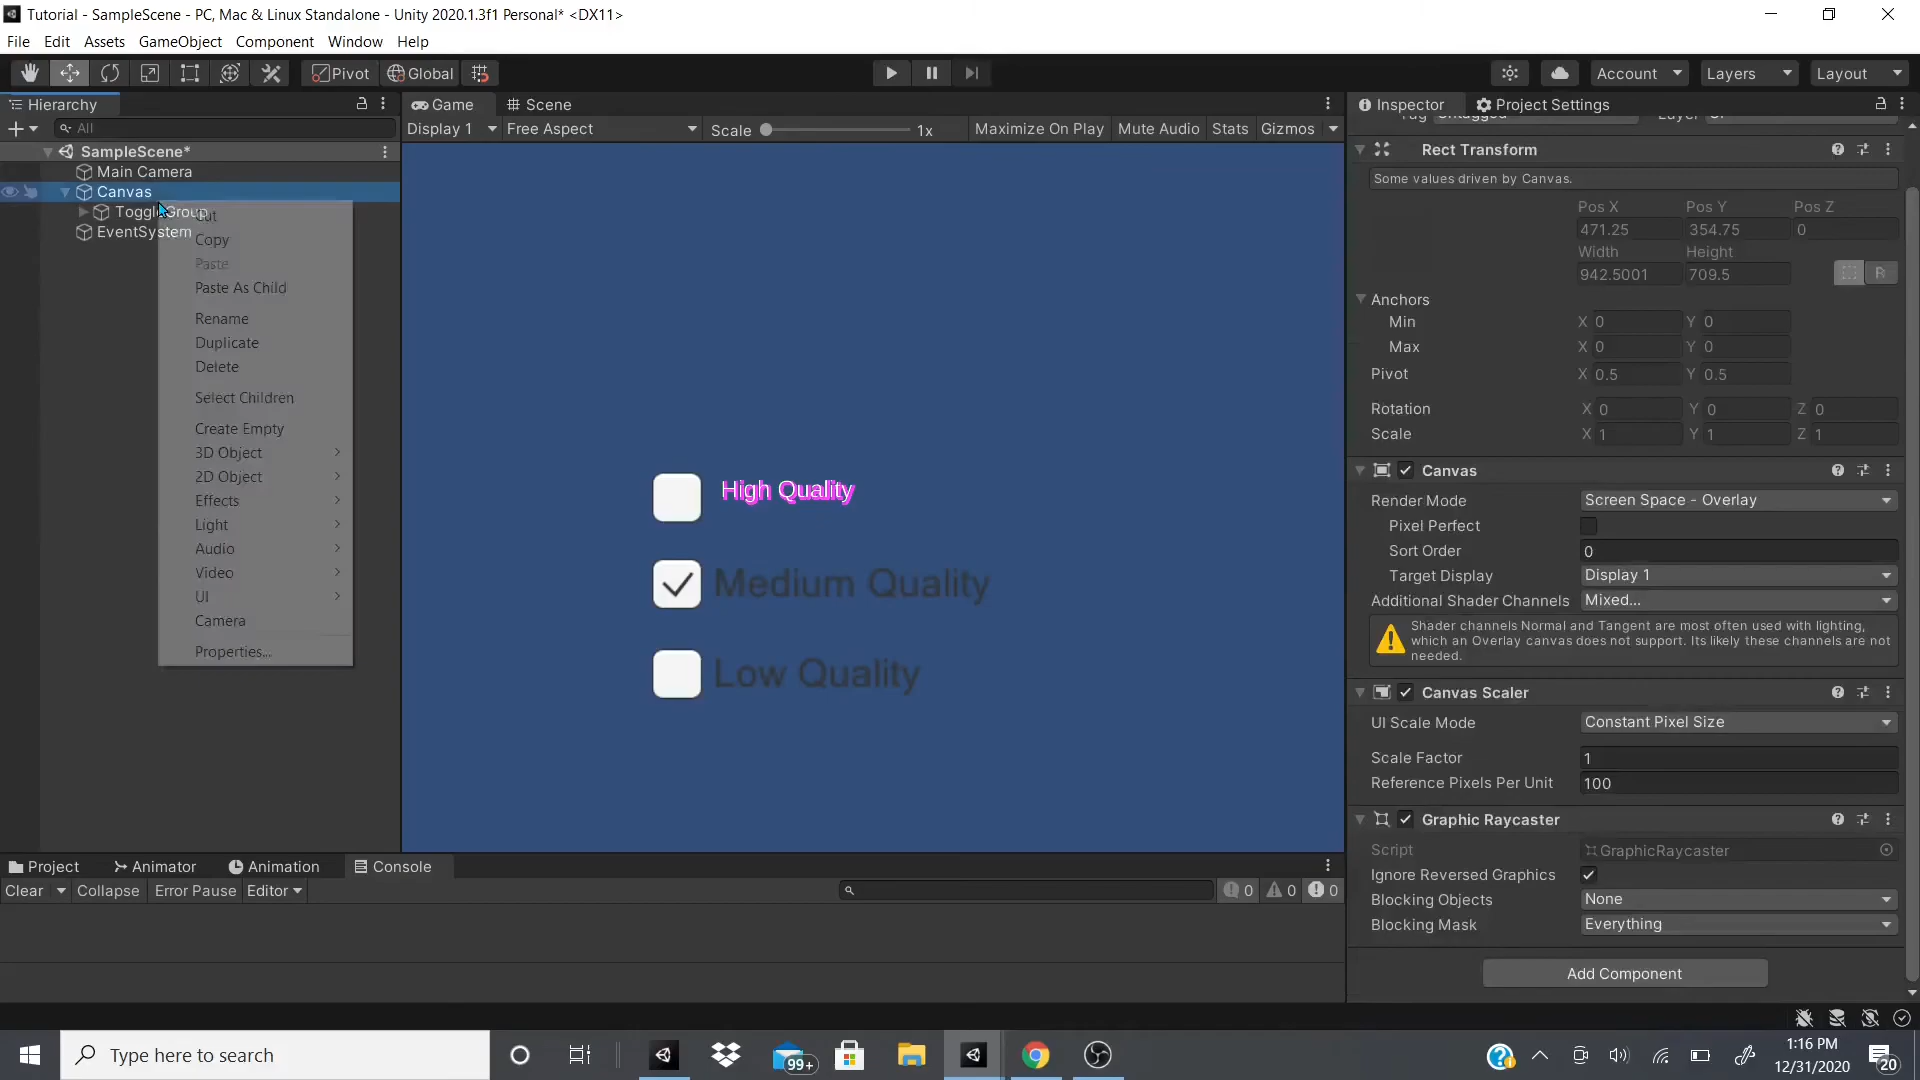 Tutorial - SampleScene - PC, Mac & Linux Standalone - Unity 2020.1.3f1 Personal* <DX11>
File Edit Assets GameObject Component Window Help
Pivot Global Account Layers Layout
Hierarchy
All
SampleScene*
Main Camera
Canvas
ToggleGroup
EventSystem
Cut
Copy
Paste
Paste As Child
Rename
Duplicate
Delete
Select Children
Create Empty
3D Object
2D Object
Effects
Light
Audio
Video
UI
Camera
Properties...
Game Scene
Display 1 Free Aspect Scale 1x Maximize On Play Mute Audio Stats Gizmos
High Quality
Medium Quality
Low Quality
Inspector Project Settings
Rect Transform
Some values driven by Canvas.
Pos X Pos Y Pos Z
471.25 354.75 0
Width Height
942.5001 709.5 R
Anchors
Min X 0 Y 0
Max X 0 Y 0
Pivot X 0.5 Y 0.5
Rotation X 0 Y 0 Z 0
Scale X 1 Y 1 Z 1
Canvas
Render Mode Screen Space - Overlay
Pixel Perfect
Sort Order 0
Target Display Display 1
Additional Shader Channels Mixed...
Shader channels Normal and Tangent are most often used with lighting,
which an Overlay canvas does not support. Its likely these channels are not
needed.
Canvas Scaler
UI Scale Mode Constant Pixel Size
Scale Factor 1
Reference Pixels Per Unit 100
Graphic Raycaster
Script GraphicRaycaster
Ignore Reversed Graphics
Blocking Objects None
Blocking Mask Everything
Add Component
Project Animator Animation Console
Clear Collapse Error Pause Editor 0 0 0
Type here to search
99+
1:16 PM
12/31/2020
20